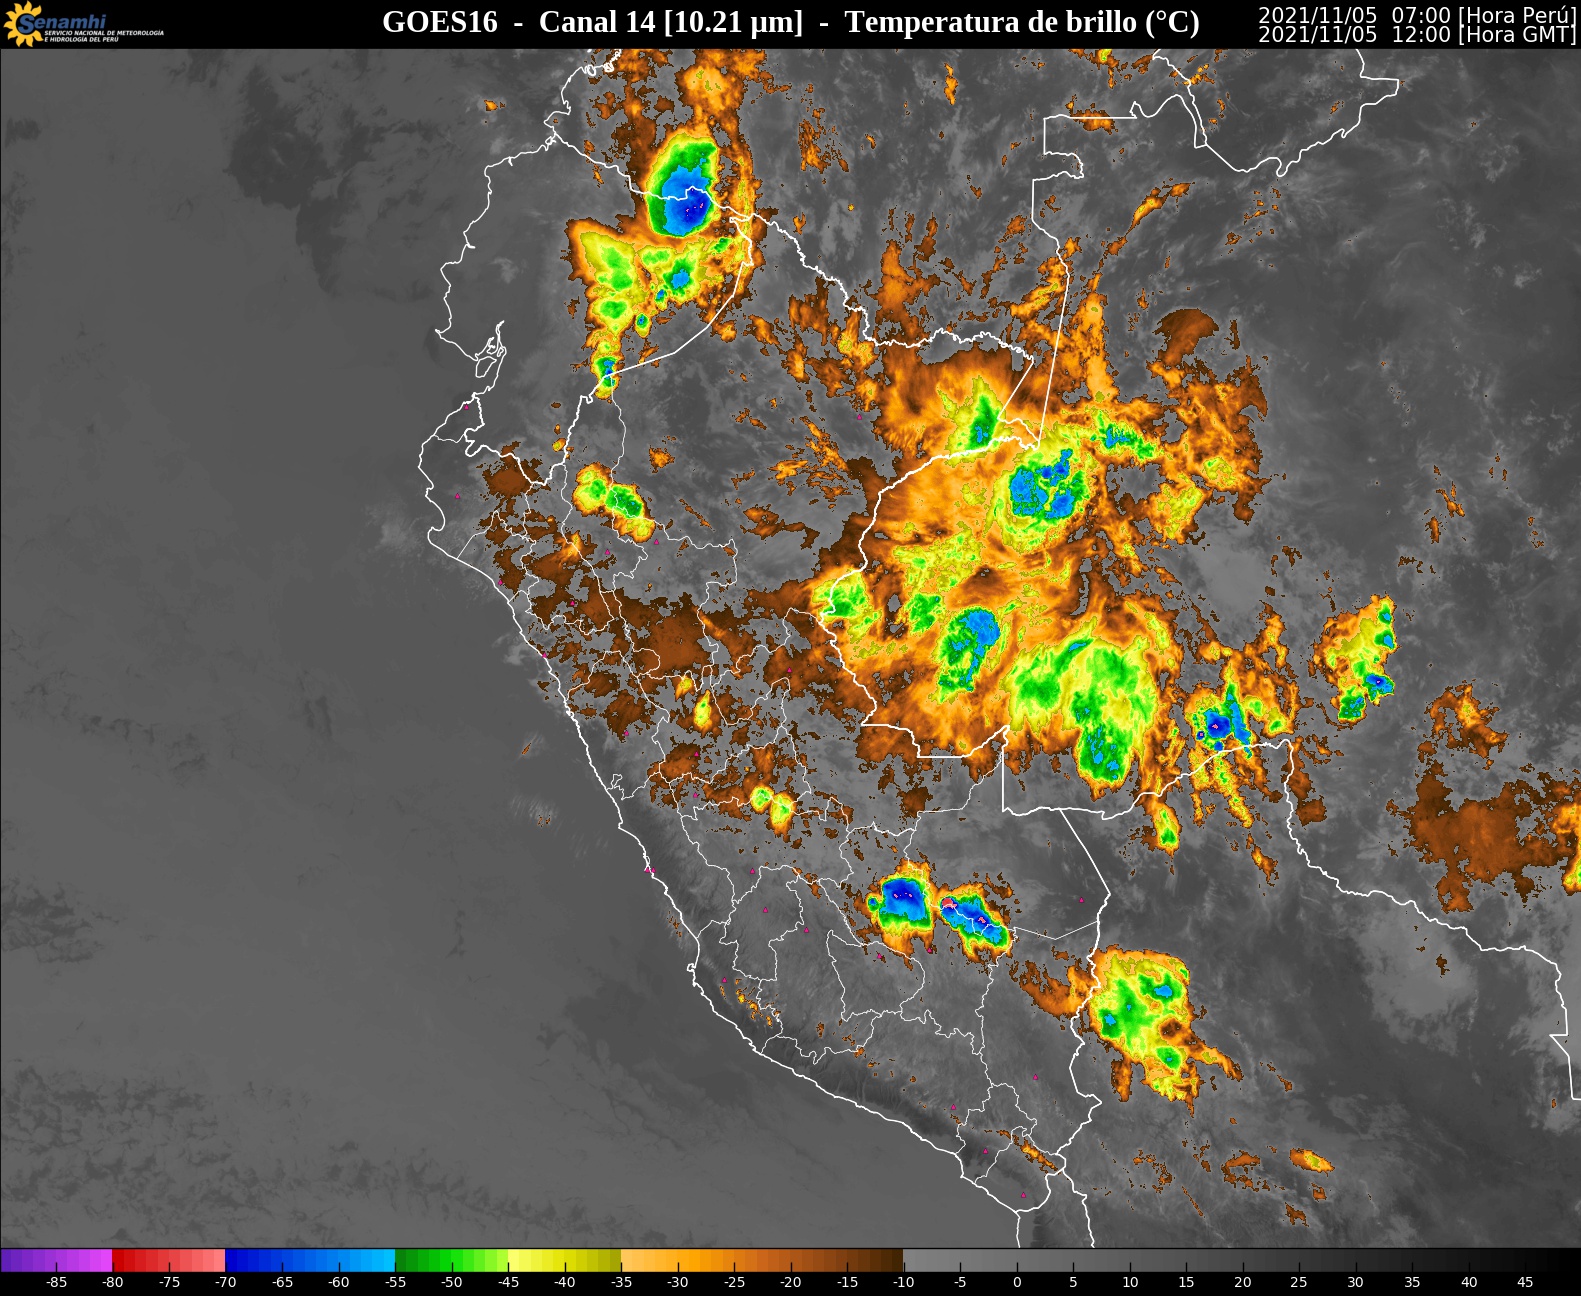 Senamhi
SERVICIO NACIONAL DE METEOROLOGÍA
E HIDROLOGÍA DEL PERÚ
GOES16 - Canal 14 [10.21 µm] - Temperatura de brillo (°C)
2021/11/05 07:00 [Hora Perú]
2021/11/05 12:00 [Hora GMT]
-85 -80 -75 -70 -65 -60 -55 -50 -45 -40 -35 -30 -25 -20 -15 -10 -5 0 5 10 15 20 25 30 35 40 45